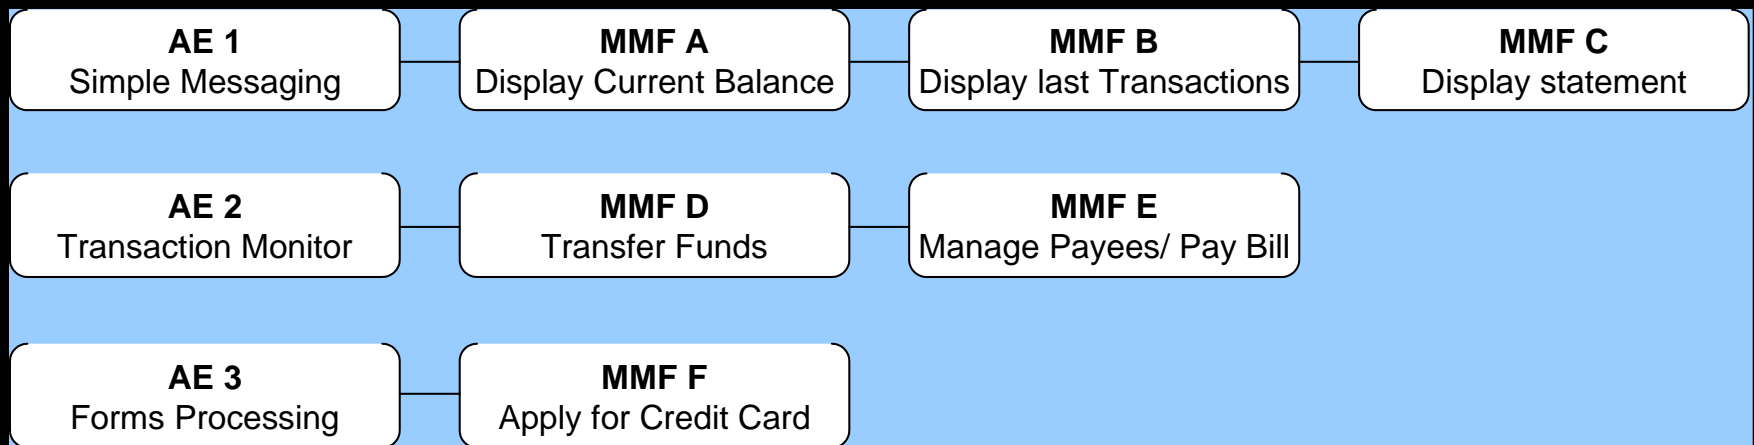 AE 1
Simple Messaging
MMF A
Display Current Balance
MMF B
Display last Transactions
MMF C
Display statement
AE 2
Transaction Monitor
MMF D
Transfer Funds
MMF E
Manage Payees/ Pay Bill
AE 3
Forms Processing
MMF F
Apply for Credit Card